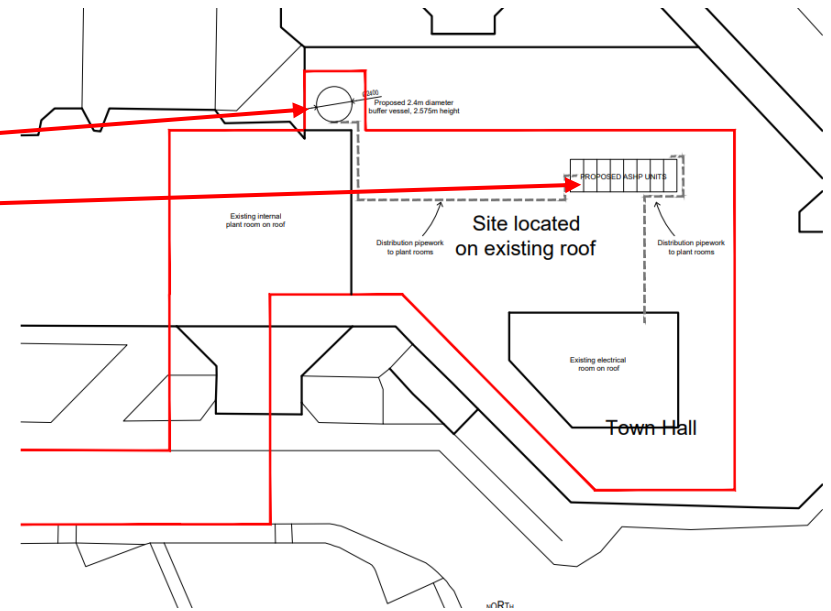 Ø2400
Proposed 2.4m diameter
buffer vessel, 2.575m height
PROPOSED ASHP UNITS
Existing internal
plant room on roof
Site located
on existing roof
Distribution pipework
to plant rooms
Distribution pipework
to plant rooms
Existing electrical
room on roof
Town Hall
NORTH